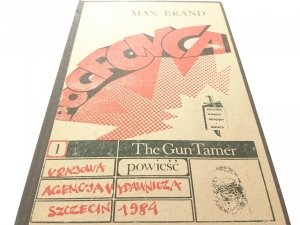 MAX BRAND
POGROMCA
1
The Gun Tamer
powieść
KRAJOWA
AGENCJA WYDAWNICZA
SZCZECIN 1984